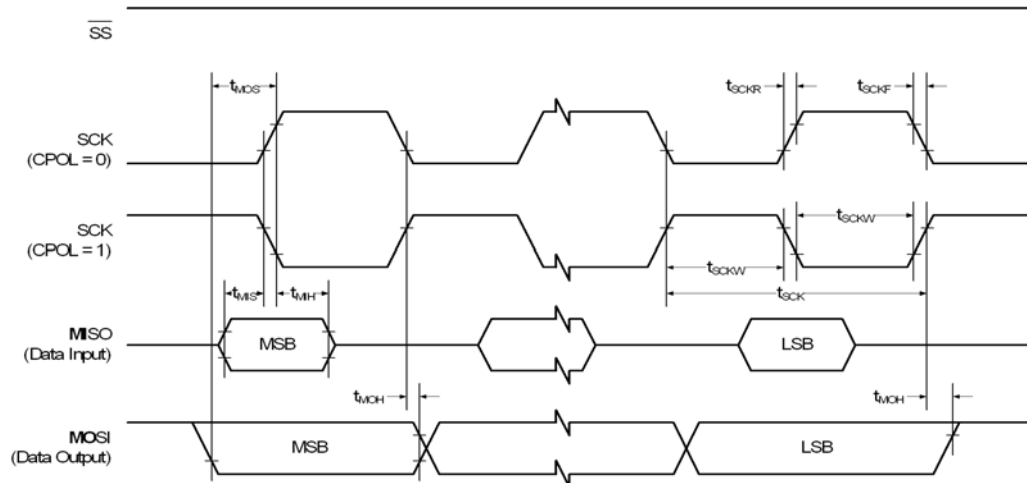 SS
tMOS
tSCKR
tSCKF
SCK
(CPOL = 0)
SCK
(CPOL = 1)
tSCKW
tSCKW
tSCK
tMIS
tMIH
MISO
(Data Input)
MSB
LSB
tMOH
tMOH
MOSI
(Data Output)
MSB
LSB